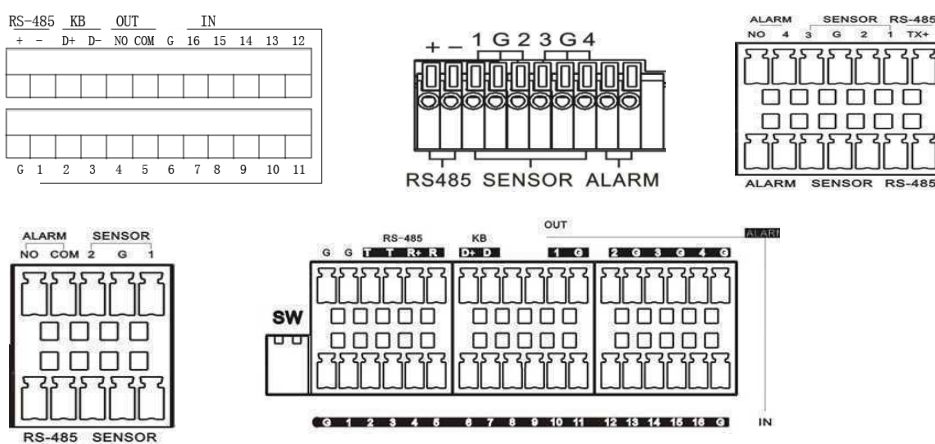 RS-485 KB OUT IN
+ - D+ D- NO COM G 16 15 14 13 12
G 1 2 3 4 5 6 7 8 9 10 11
+ - 1 G 2 3 G 4
RS485 SENSOR ALARM
ALARM SENSOR RS-485
NO 4 3 G 2 1 TX+
ALARM SENSOR RS-485
ALARM SENSOR
NO COM 2 G 1
RS-485 SENSOR
OUT
ALARM
RS-485 KB
G G T T R+ R D+ D 1 G 2 G 3 G 4 G
SW
G 1 2 3 4 5 6 7 8 9 10 11 12 13 14 15 16 G
IN